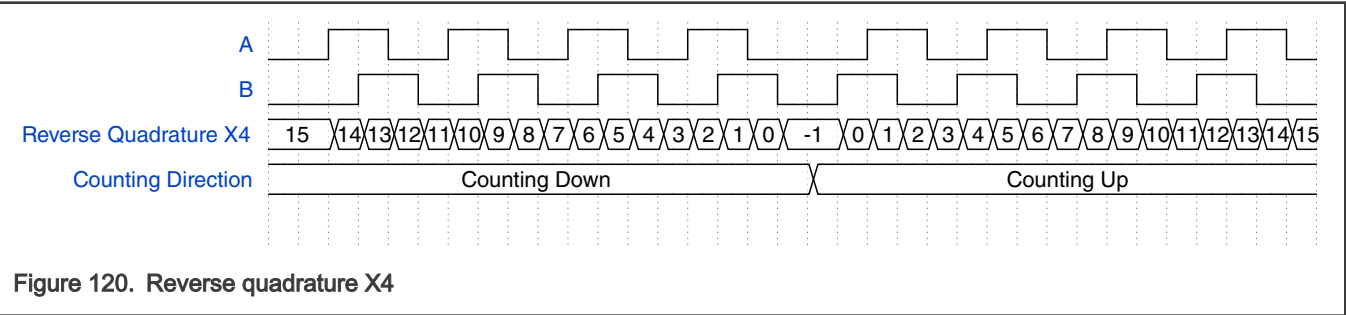 A
B
Reverse Quadrature X4 15 14 13 12 11 10 9 8 7 6 5 4 3 2 1 0 -1 0 1 2 3 4 5 6 7 8 9 10 11 12 13 14 15
Counting Direction Counting Down Counting Up
Figure 120. Reverse quadrature X4